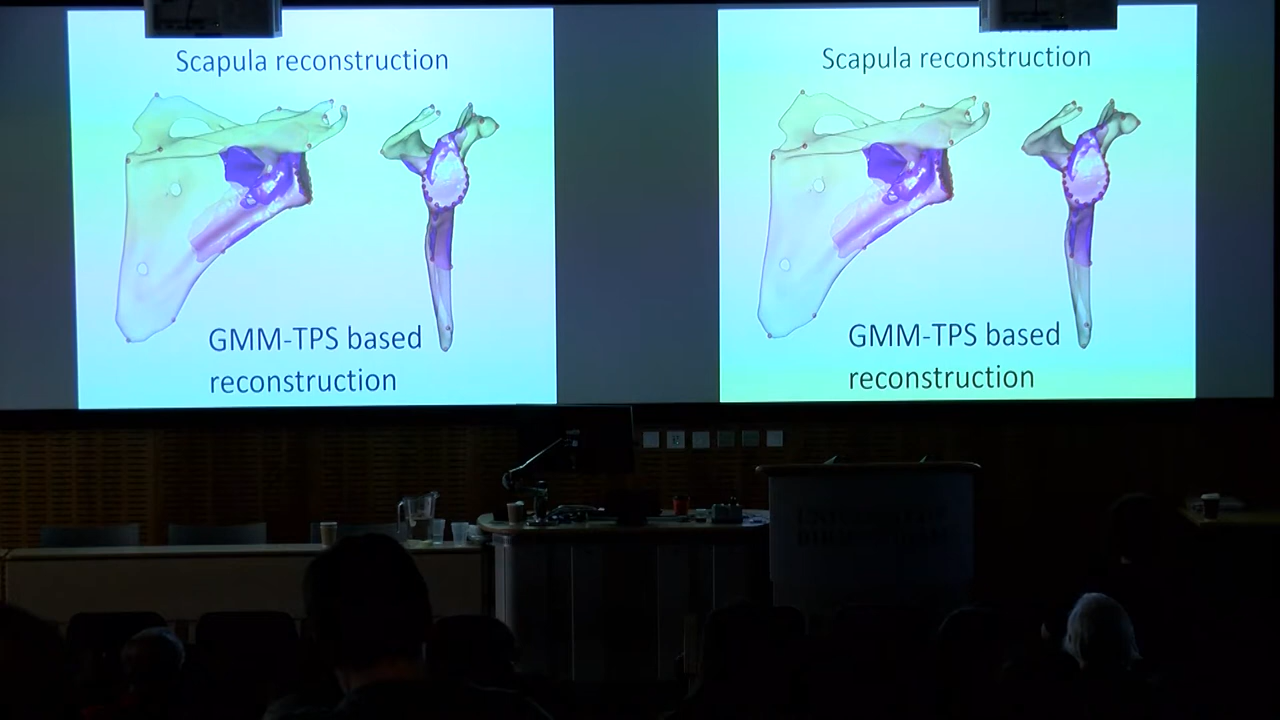 Scapula reconstruction
GMM-TPS based
reconstruction
Scapula reconstruction
GMM-TPS based
reconstruction